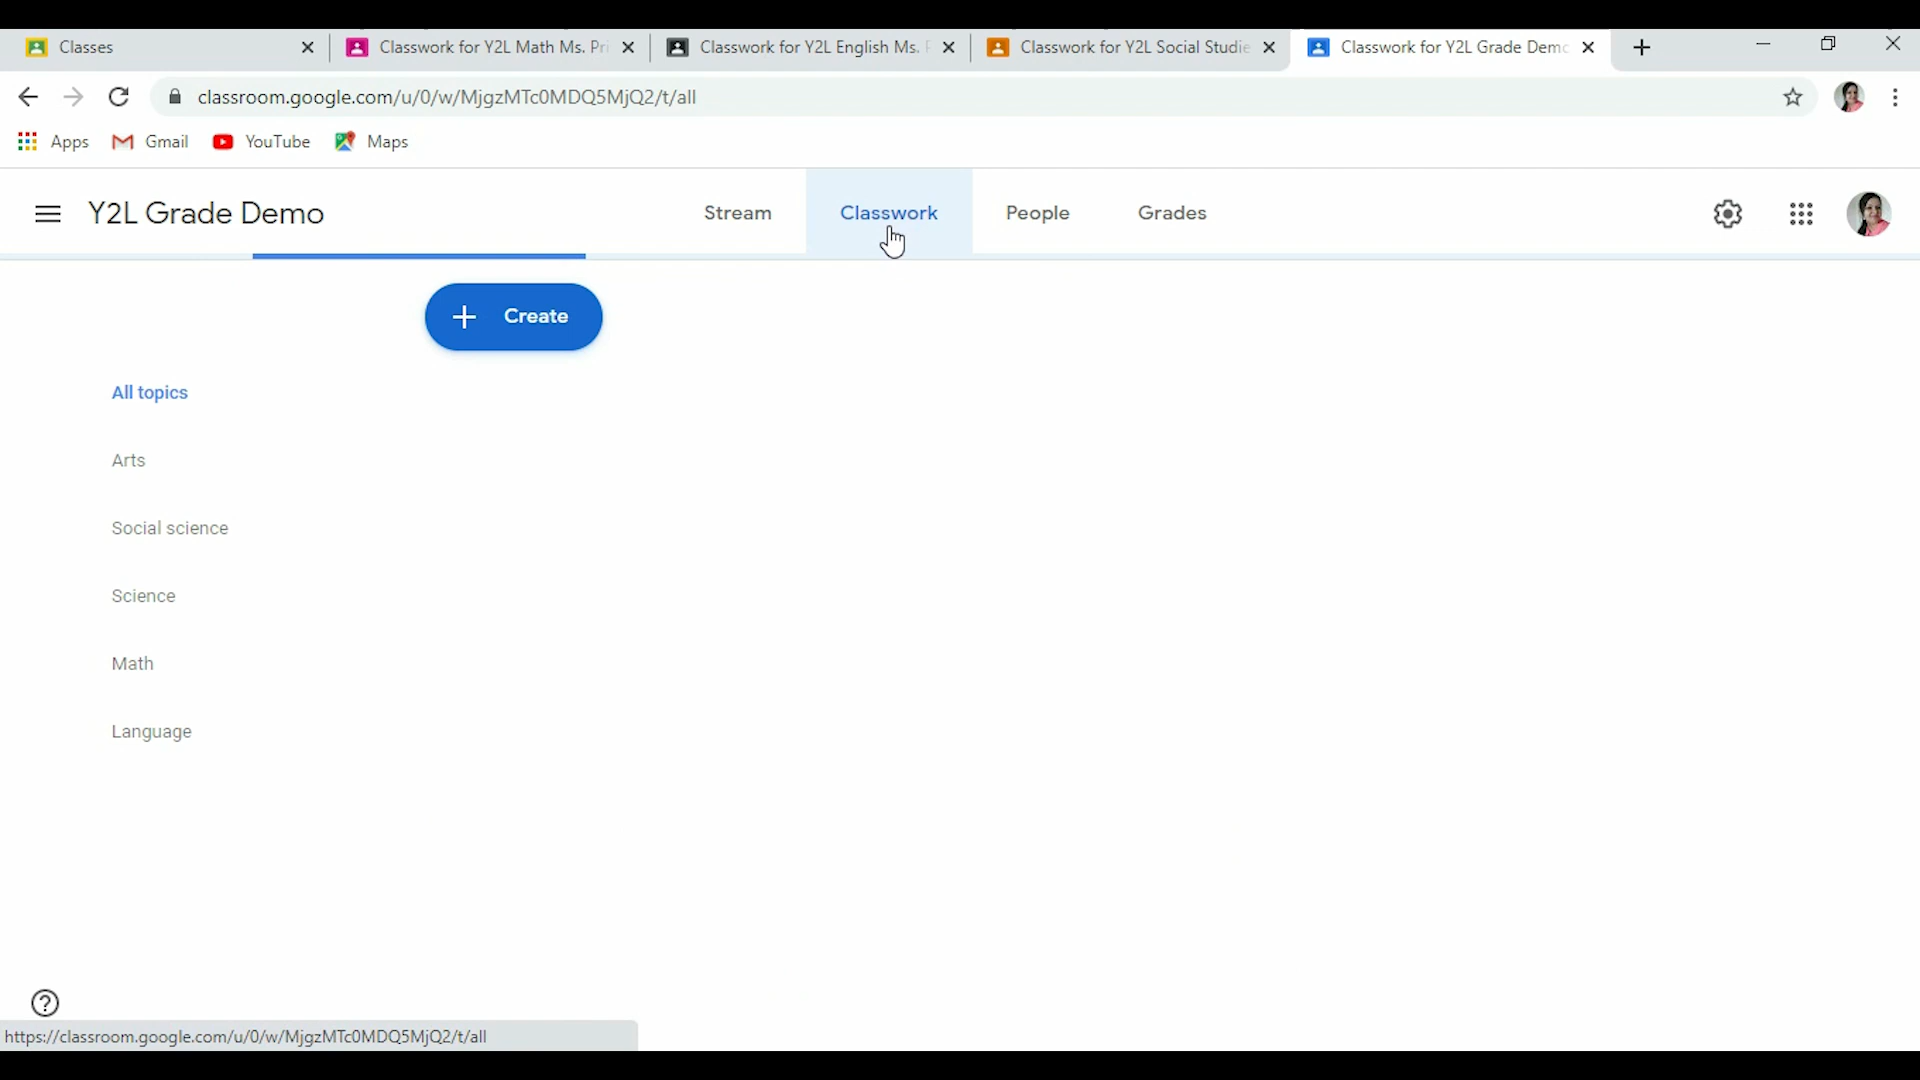 Classes
Classwork for Y2L Math Ms. Pri
Classwork for Y2L English Ms.
Classwork for Y2L Social Studie
Classwork for Y2L Grade Demo
classroom.google.com/u/0/w/MjgzMTc0MDQ5MjQ2/t/all
Apps
Gmail
YouTube
Maps
Y2L Grade Demo
Stream
Classwork
People
Grades
Create
All topics
Arts
Social science
Science
Math
Language
https://classroom.google.com/u/0/w/MjgzMTc0MDQ5MjQ2/t/all